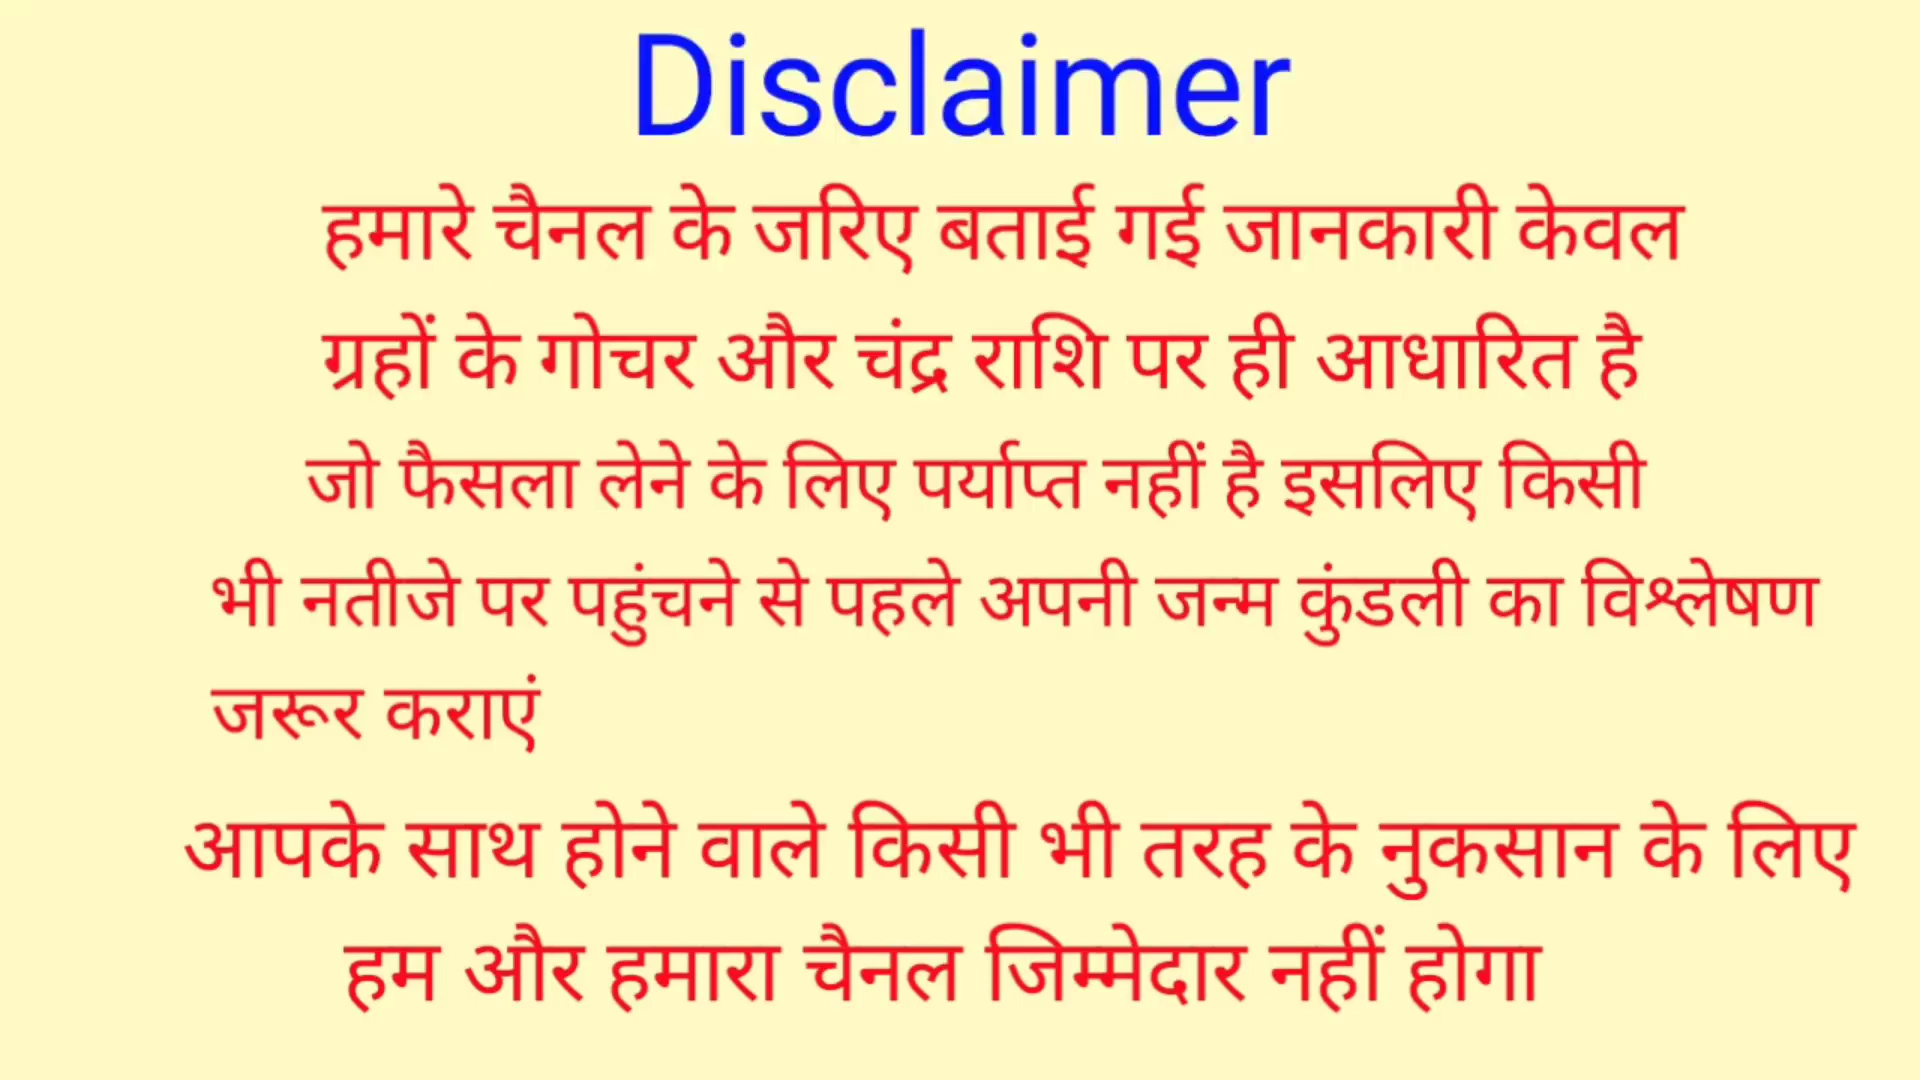 Disclaimer
हमारे चैनल के जरिए बताई गई जानकारी केवल
ग्रहों के गोचर और चंद्र राशि पर ही आधारित है
जो फैसला लेने के लिए पर्याप्त नहीं है इसलिए किसी
भी नतीजे पर पहुंचने से पहले अपनी जन्म कुंडली का विश्लेषण
जरूर कराएं
आपके साथ होने वाले किसी भी तरह के नुकसान के लिए
हम और हमारा चैनल जिम्मेदार नहीं होगा